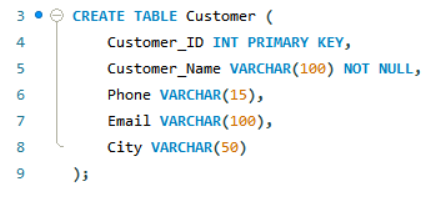 3 CREATE TABLE Customer (
4 Customer_ID INT PRIMARY KEY,
5 Customer_Name VARCHAR(100) NOT NULL,
6 Phone VARCHAR(15),
7 Email VARCHAR(100),
8 City VARCHAR(50)
9 );